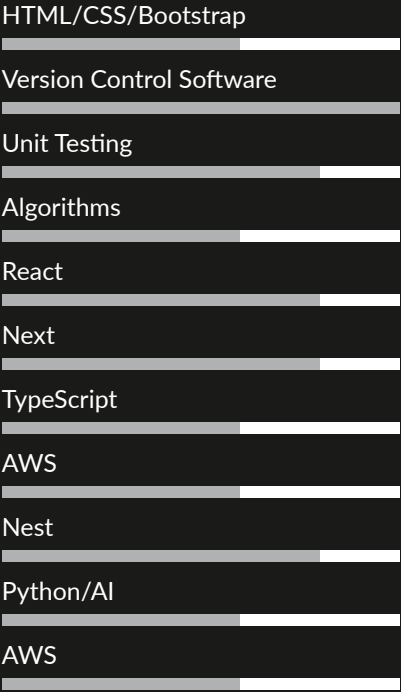 HTML/CSS/Bootstrap
Version Control Software
Unit Testing
Algorithms
React
Next
TypeScript
AWS
Nest
Python/AI
AWS